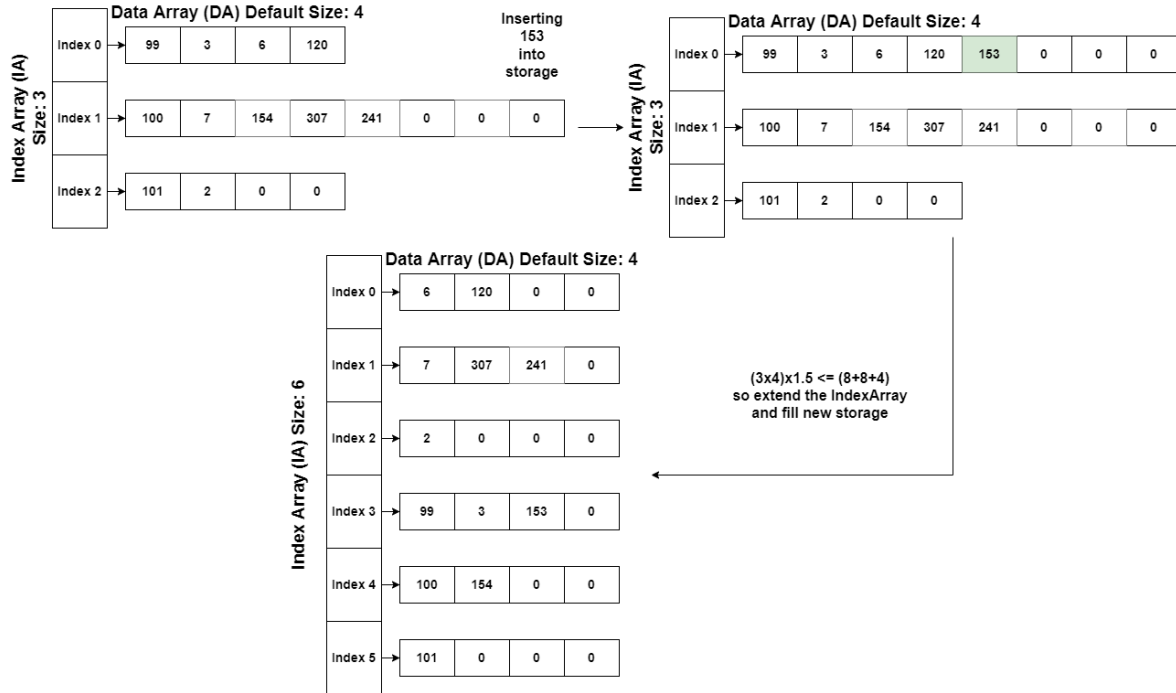 Data Array (DA) Default Size: 4
Index Array (IA)
Size: 3
Index 0 99 3 6 120
Index 1 100 7 154 307 241 0 0 0
Index 2 101 2 0 0
Inserting
153
into
storage
Data Array (DA) Default Size: 4
Index Array (IA)
Size: 3
Index 0 99 3 6 120 153 0 0 0
Index 1 100 7 154 307 241 0 0 0
Index 2 101 2 0 0
(3x4)x1.5 <= (8+8+4)
so extend the IndexArray
and fill new storage
Data Array (DA) Default Size: 4
Index Array (IA) Size: 6
Index 0 6 120 0 0
Index 1 7 307 241 0
Index 2 2 0 0 0
Index 3 99 3 153 0
Index 4 100 154 0 0
Index 5 101 0 0 0